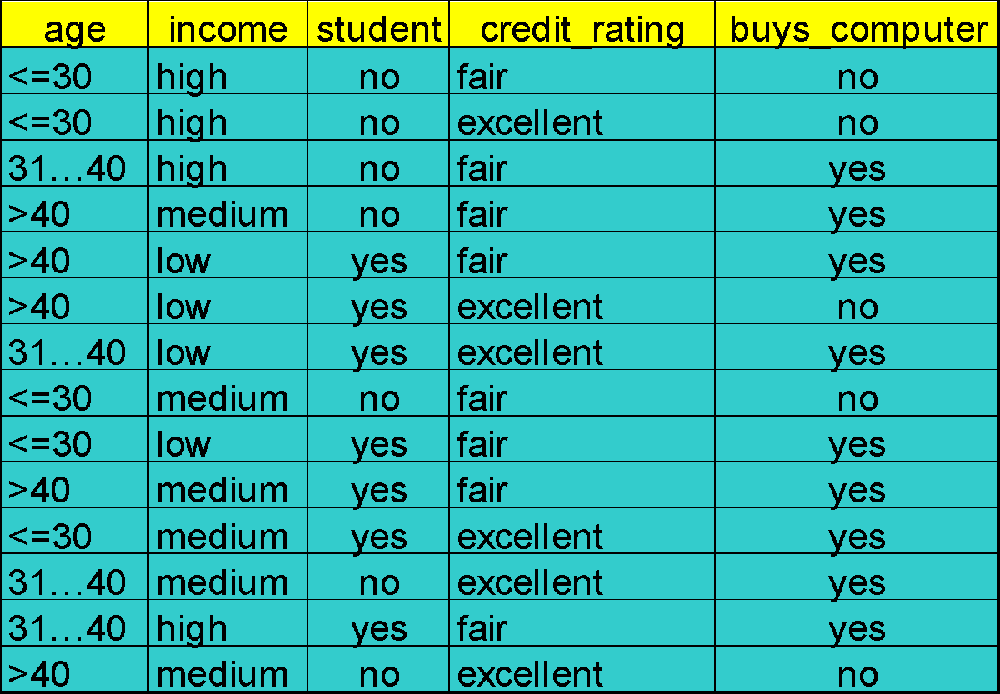 age income student credit_rating buys_computer
<=30 high no fair no
<=30 high no excellent no
31…40 high no fair yes
>40 medium no fair yes
>40 low yes fair yes
>40 low yes excellent no
31…40 low yes excellent yes
<=30 medium no fair no
<=30 low yes fair yes
>40 medium yes fair yes
<=30 medium yes excellent yes
31…40 medium no excellent yes
31…40 high yes fair yes
>40 medium no excellent no